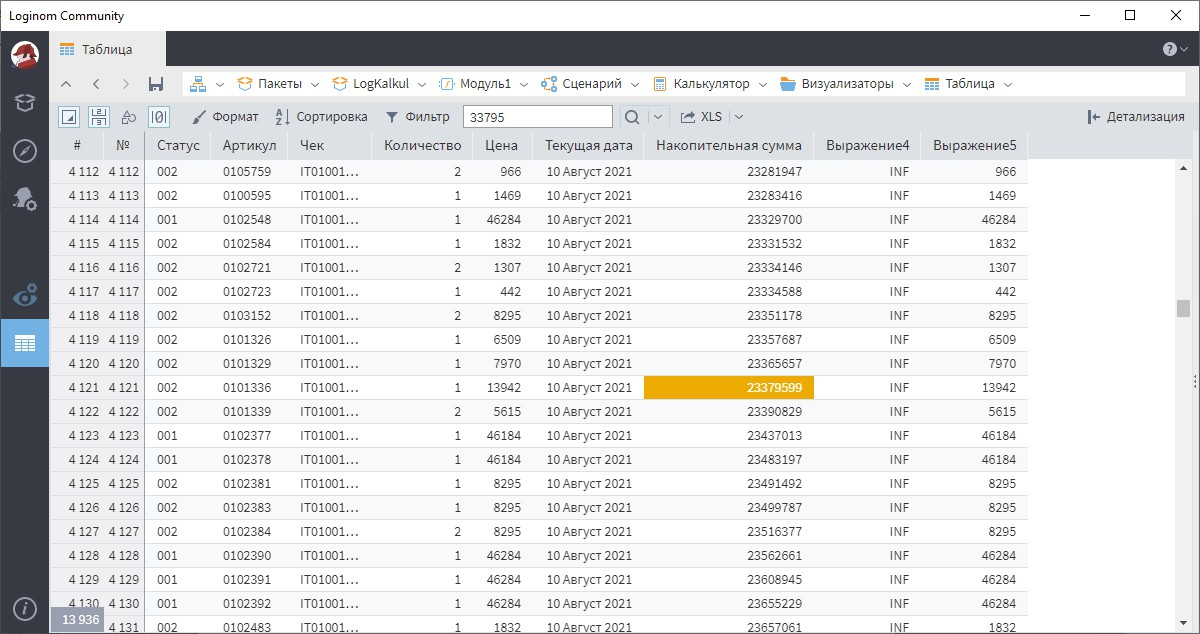 Loginom Community
Таблица
Пакеты LogKalkul Модуль1 Сценарий Калькулятор Визуализаторы Таблица
Формат Сортировка Фильтр 33795 XLS Детализация
# № Статус Артикул Чек Количество Цена Текущая дата Накопительная сумма Выражение4 Выражение5
4 112 4 112 002 0105759 IT01001... 2 966 10 Август 2021 23281947 INF 966
4 113 4 113 002 0100595 IT01001... 1 1469 10 Август 2021 23283416 INF 1469
4 114 4 114 001 0102548 IT01001... 1 46284 10 Август 2021 23329700 INF 46284
4 115 4 115 002 0102584 IT01001... 1 1832 10 Август 2021 23331532 INF 1832
4 116 4 116 002 0102721 IT01001... 2 1307 10 Август 2021 23334146 INF 1307
4 117 4 117 002 0102723 IT01001... 1 442 10 Август 2021 23334588 INF 442
4 118 4 118 002 0103152 IT01001... 2 8295 10 Август 2021 23351178 INF 8295
4 119 4 119 002 0101326 IT01001... 1 6509 10 Август 2021 23357687 INF 6509
4 120 4 120 002 0101329 IT01001... 1 7970 10 Август 2021 23365657 INF 7970
4 121 4 121 002 0101336 IT01001... 1 13942 10 Август 2021 23379599 INF 13942
4 122 4 122 002 0101339 IT01001... 2 5615 10 Август 2021 23390829 INF 5615
4 123 4 123 001 0102377 IT01001... 1 46184 10 Август 2021 23437013 INF 46184
4 124 4 124 001 0102378 IT01001... 1 46184 10 Август 2021 23483197 INF 46184
4 125 4 125 002 0102381 IT01001... 1 8295 10 Август 2021 23491492 INF 8295
4 126 4 126 002 0102383 IT01001... 1 8295 10 Август 2021 23499787 INF 8295
4 127 4 127 002 0102384 IT01001... 2 8295 10 Август 2021 23516377 INF 8295
4 128 4 128 001 0102390 IT01001... 1 46284 10 Август 2021 23562661 INF 46284
4 129 4 129 001 0102391 IT01001... 1 46284 10 Август 2021 23608945 INF 46284
4 130 4 130 001 0102392 IT01001... 1 46284 10 Август 2021 23655229 INF 46284
13 936 4 131 002 0102483 IT01001... 1 1832 10 Август 2021 23657061 INF 1832